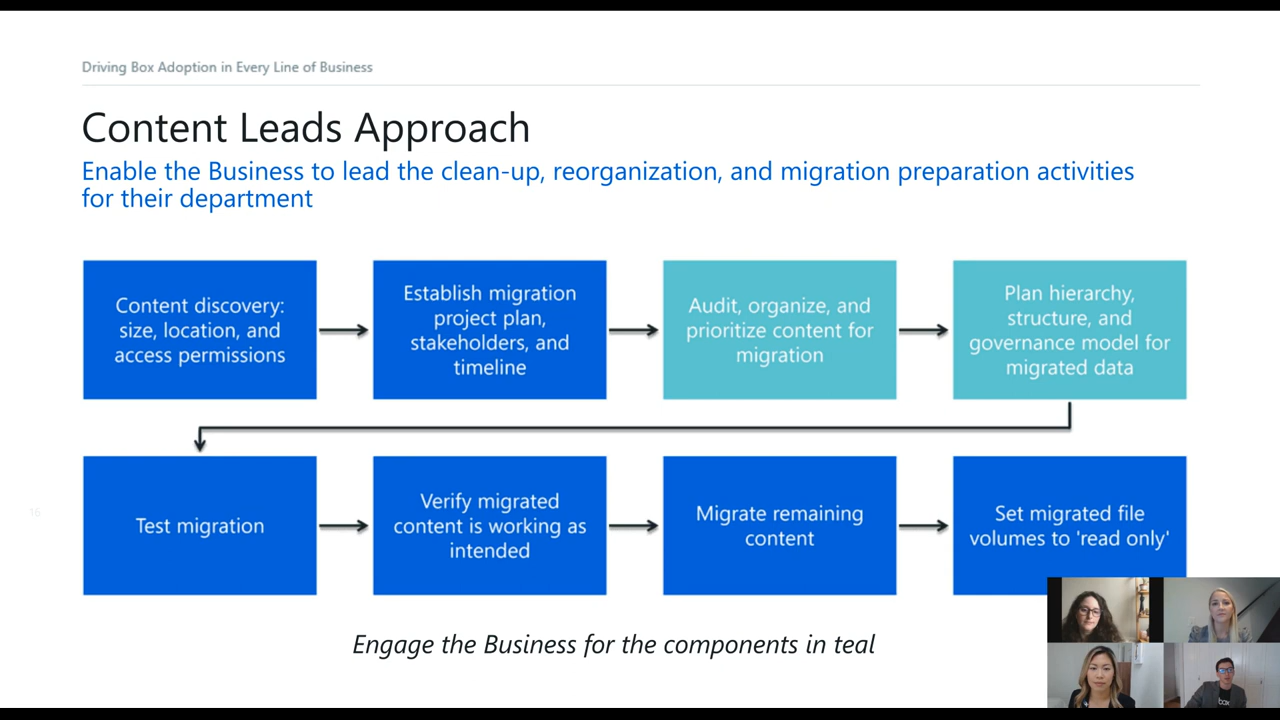 Driving Box Adoption in Every Line of Business
Content Leads Approach
Enable the Business to lead the clean-up, reorganization, and migration preparation activities
for their department
Content discovery:
size, location, and
access permissions
Establish migration
project plan,
stakeholders, and
timeline
Audit, organize, and
prioritize content for
migration
Plan hierarchy,
structure, and
governance model for
migrated data
Test migration
Verify migrated
content is working as
intended
Migrate remaining
content
Set migrated file
volumes to 'read only'
16
Engage the Business for the components in teal
box